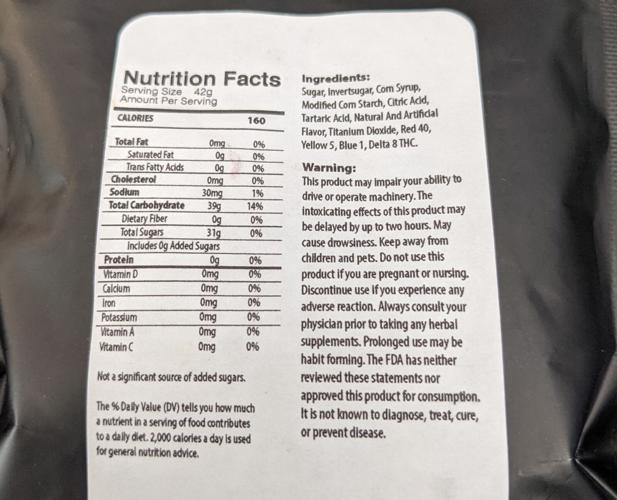 Nutrition Facts
Serving Size 42g
Amount Per Serving
CALORIES 160
Total Fat 0mg 0%
Saturated Fat 0g 0%
Trans Fatty Acids 0g 0%
Cholesterol 0mg 0%
Sodium 30mg 1%
Total Carbohydrate 39g 14%
Dietary Fiber 0g 0%
Total Sugars 31g 0%
Includes 0g Added Sugars
Protein 0g 0%
Vitamin D 0mg 0%
Calcium 0mg 0%
Iron 0mg 0%
Potassium 0mg 0%
Vitamin A 0mg 0%
Vitamin C 0mg 0%
Not a significant source of added sugars.
The % Daily Value (DV) tells you how much
a nutrient in a serving of food contributes
to a daily diet. 2,000 calories a day is used
for general nutrition advice.
Ingredients:
Sugar, Invertsugar, Corn Syrup,
Modified Corn Starch, Citric Acid,
Tartaric Acid, Natural And Artificial
Flavor, Titanium Dioxide, Red 40,
Yellow 5, Blue 1, Delta 8 THC.
Warning:
This product may impair your ability to
drive or operate machinery. The
intoxicating effects of this product may
be delayed by up to two hours. May
cause drowsiness. Keep away from
children and pets. Do not use this
product if you are pregnant or nursing.
Discontinue use if you experience any
adverse reaction. Always consult your
physician prior to taking any herbal
supplements. Prolonged use may be
habit forming. The FDA has neither
reviewed these statements nor
approved this product for consumption.
It is not known to diagnose, treat, cure,
or prevent disease.